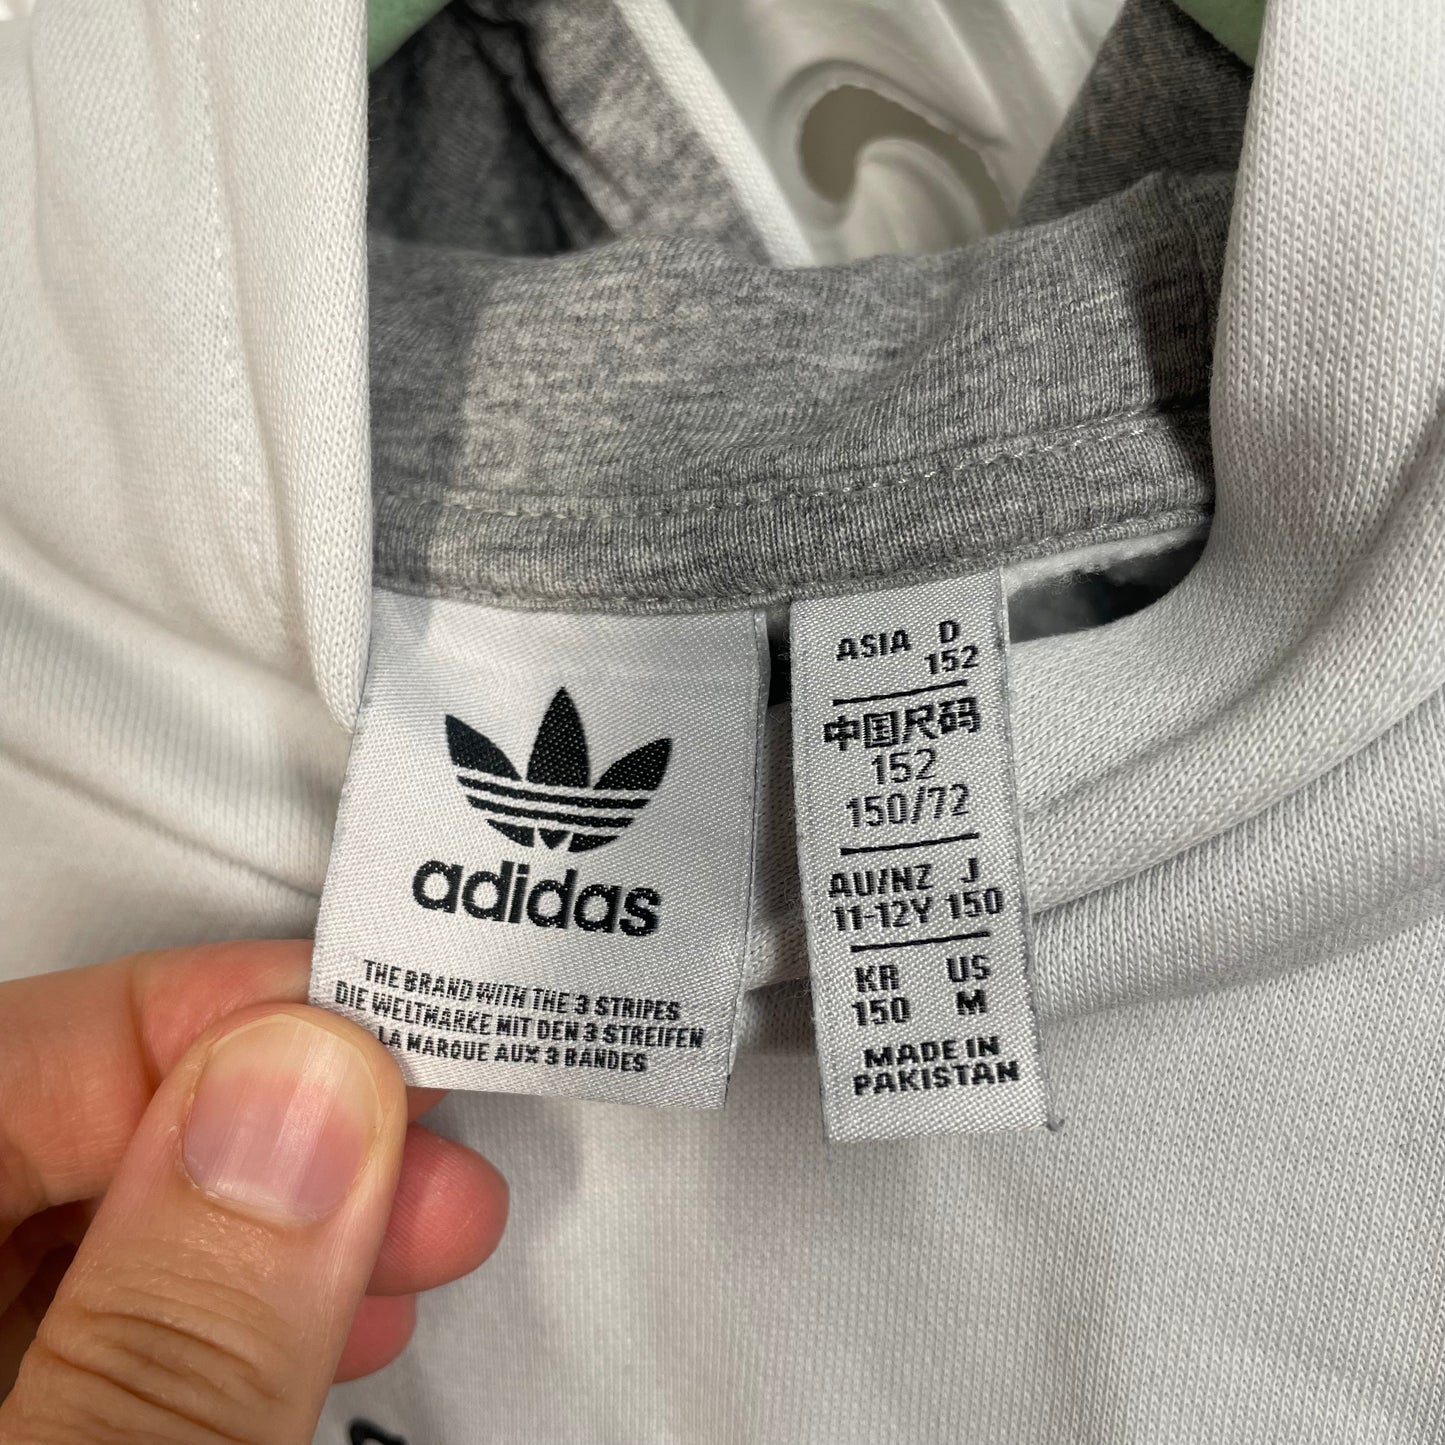 adidas
THE BRAND WITH THE 3 STRIPES
DIE WELTMARKE MIT DEN 3 STREIFEN
LA MARQUE AUX 3 BANDES
ASIA D
152
中国尺码
152
150/72
AU/NZ J
11-12Y 150
KR US
150 M
MADE IN
PAKISTAN